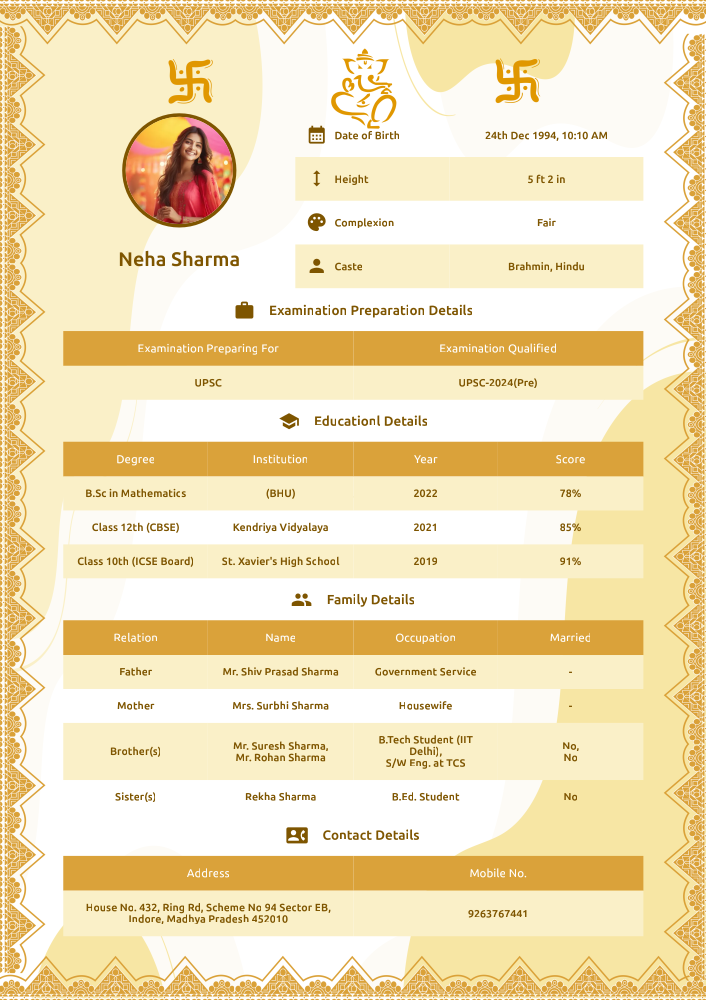 Date of Birth 24th Dec 1994, 10:10 AM
Height 5 ft 2 in
Complexion Fair
Neha Sharma
Caste Brahmin, Hindu
Examination Preparation Details
Examination Preparing For Examination Qualified
UPSC UPSC-2024(Pre)
Educationl Details
Degree Institution Year Score
B.Sc in Mathematics (BHU) 2022 78%
Class 12th (CBSE) Kendriya Vidyalaya 2021 85%
Class 10th (ICSE Board) St. Xavier's High School 2019 91%
Family Details
Relation Name Occupation Married
Father Mr. Shiv Prasad Sharma Government Service -
Mother Mrs. Surbhi Sharma Housewife -
Brother(s) Mr. Suresh Sharma,
Mr. Rohan Sharma B.Tech Student (IIT
Delhi),
S/W Eng. at TCS No,
No
Sister(s) Rekha Sharma B.Ed. Student No
Contact Details
Address Mobile No.
House No. 432, Ring Rd, Scheme No 94 Sector EB,
Indore, Madhya Pradesh 452010 9263767441